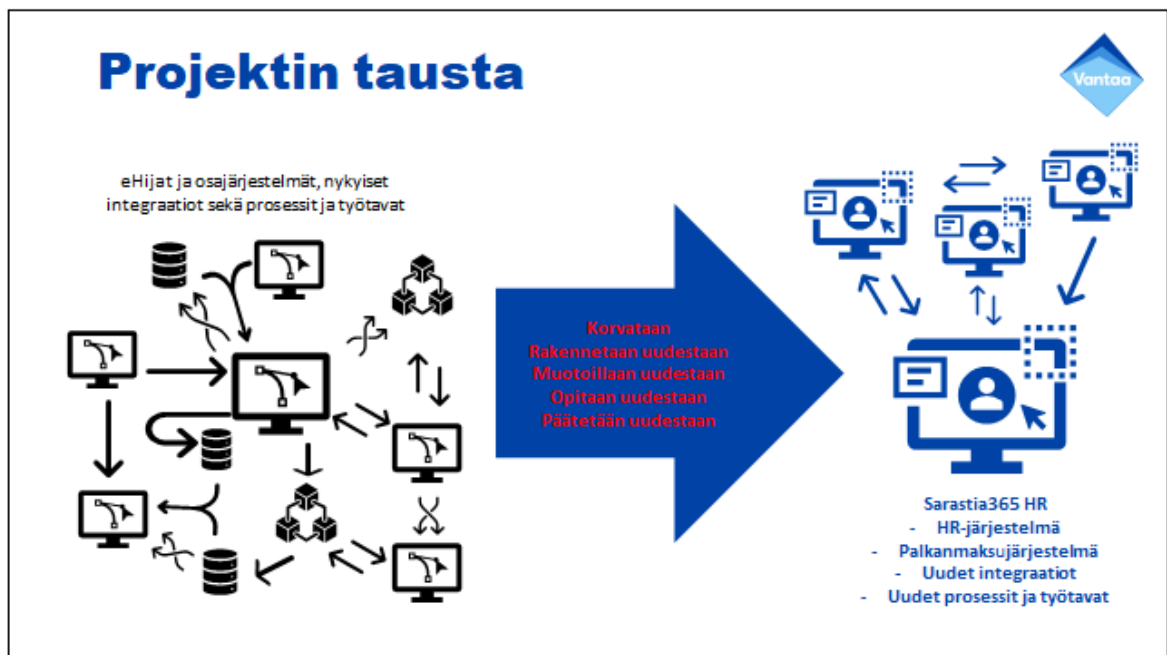 Projektin tausta
Vantaa
eHijat ja osajärjestelmät, nykyiset
integraatiot sekä prosessit ja työtavat
Korvataan
Rakennetaan uudestaan
Muotoillaan uudestaan
Opitaan uudestaan
Päätetään uudestaan
Sarastia365 HR
- HR-järjestelmä
- Palkanmaksujärjestelmä
- Uudet integraatiot
- Uudet prosessit ja työtavat